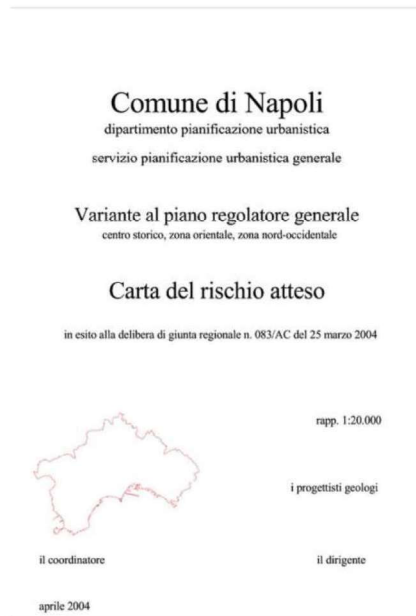 Comune di Napoli
dipartimento pianificazione urbanistica
servizio pianificazione urbanistica generale
Variante al piano regolatore generale
centro storico, zona orientale, zona nord-occidentale
Carta del rischio atteso
in esito alla delibera di giunta regionale n. 083/AC del 25 marzo 2004
rapp. 1:20.000
i progettisti geologi
il coordinatore
il dirigente
aprile 2004